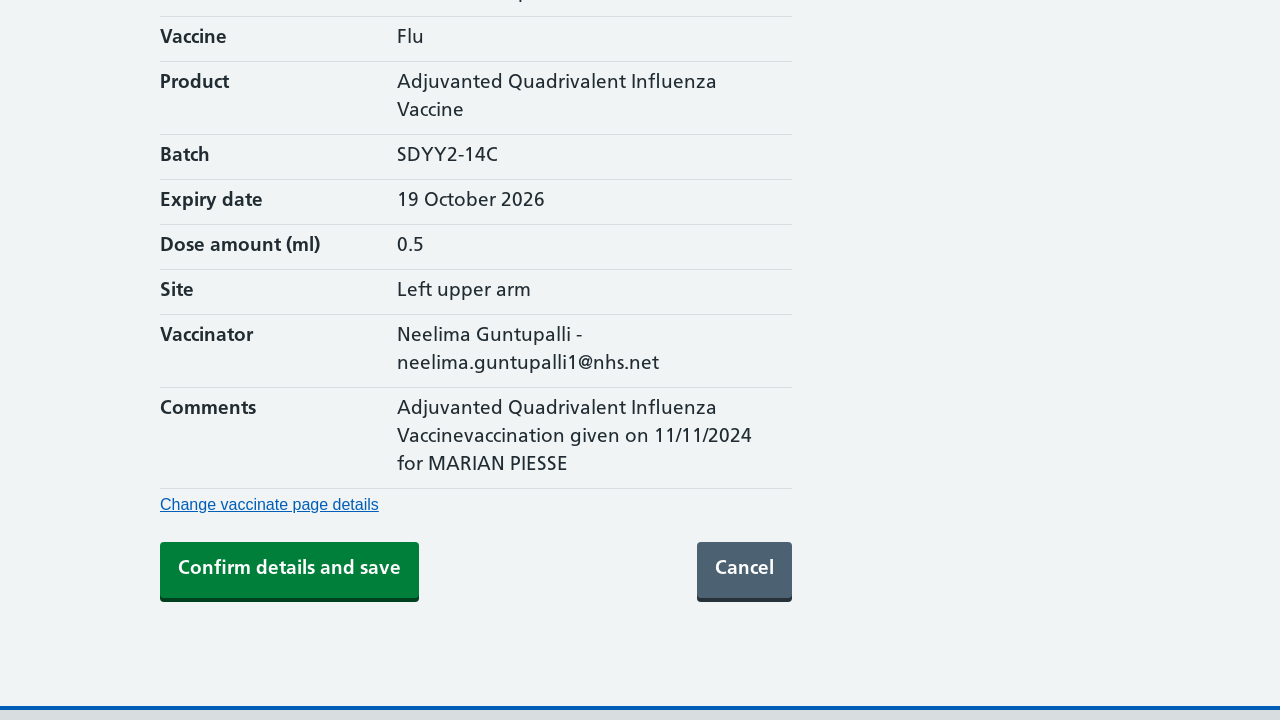 Vaccine
Flu
Product
Adjuvanted Quadrivalent Influenza
Vaccine
Batch
SDYY2-14C
Expiry date
19 October 2026
Dose amount (ml)
0.5
Site
Left upper arm
Vaccinator
Neelima Guntupalli -
neelima.guntupalli1@nhs.net
Comments
Adjuvanted Quadrivalent Influenza
Vaccinevaccination given on 11/11/2024
for MARIAN PIESSE
Change vaccinate page details
Confirm details and save
Cancel